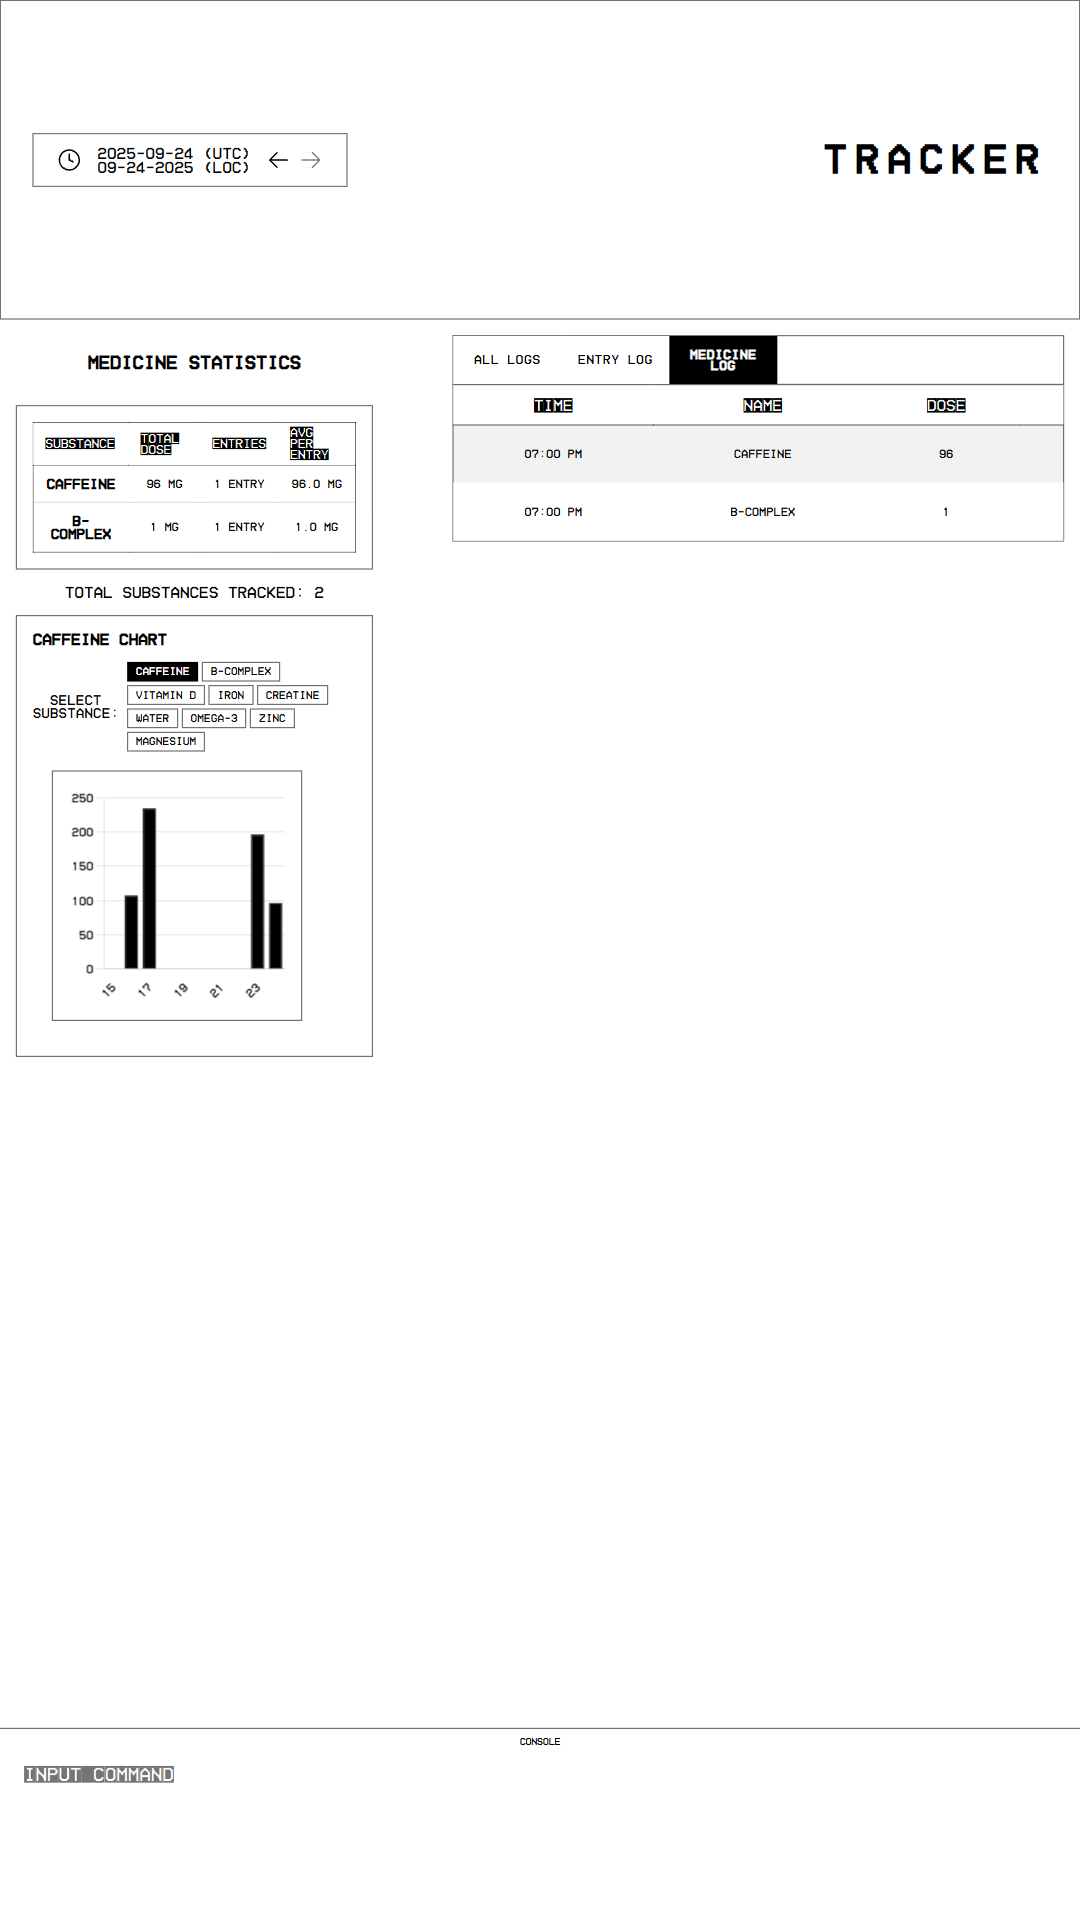 2025-09-24 (UTC)
09-24-2025 (LOC)
TRACKER
MEDICINE STATISTICS
SUBSTANCE TOTAL DOSE ENTRIES AVG PER ENTRY
CAFFEINE 96 MG 1 ENTRY 96.0 MG
B-COMPLEX 1 MG 1 ENTRY 1.0 MG
TOTAL SUBSTANCES TRACKED: 2
CAFFEINE CHART
SELECT SUBSTANCE:
CAFFEINE B-COMPLEX
VITAMIN D IRON CREATINE
WATER OMEGA-3 ZINC
MAGNESIUM
250
200
150
100
50
0
15 17 19 21 23
ALL LOGS ENTRY LOG MEDICINE LOG
TIME NAME DOSE
07:00 PM CAFFEINE 96
07:00 PM B-COMPLEX 1
CONSOLE
INPUT COMMAND